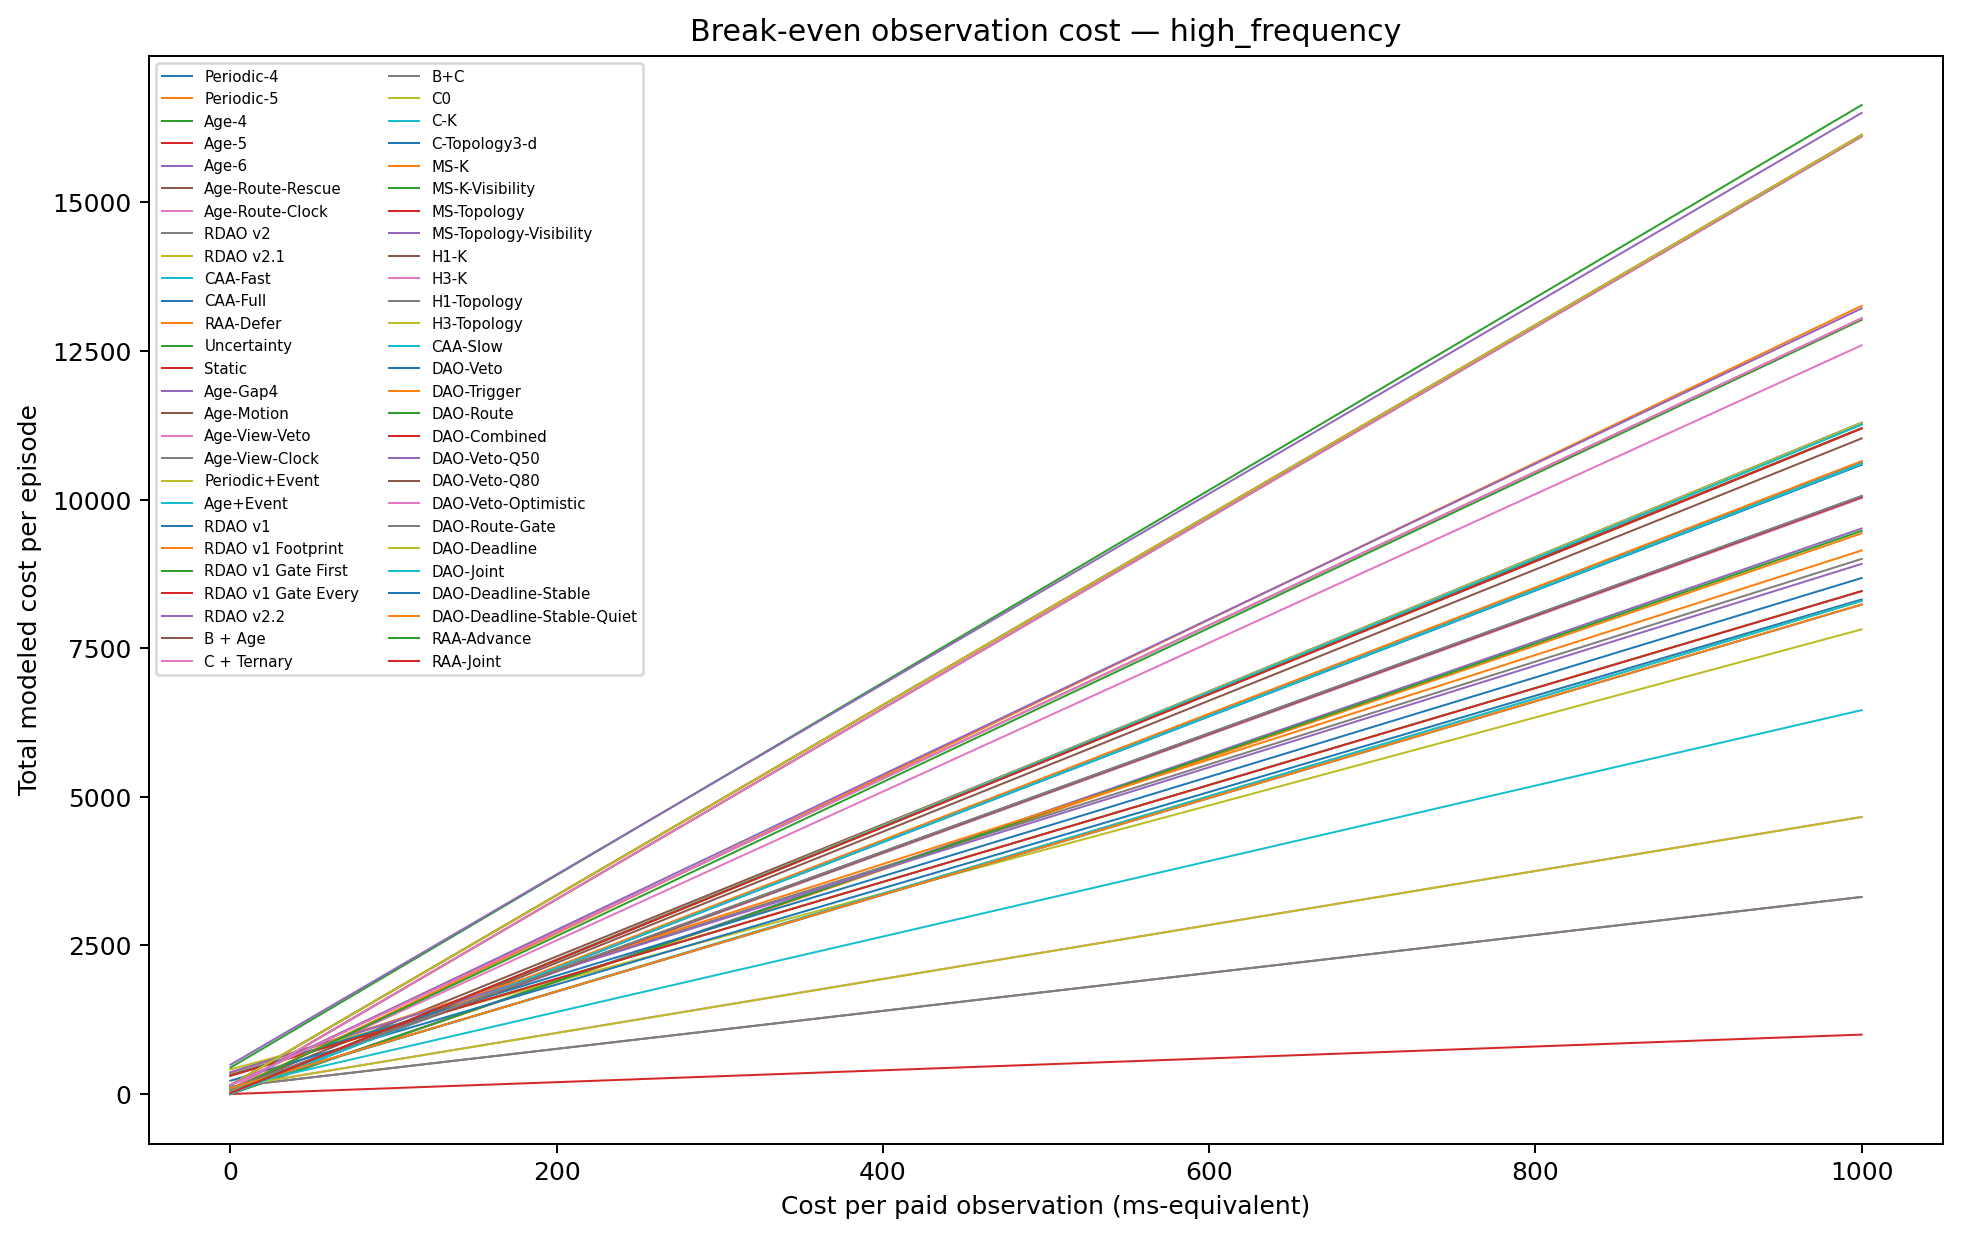 Break-even observation cost — high_frequency
Total modeled cost per episode
15000
12500
10000
7500
5000
2500
0
Periodic-4
Periodic-5
Age-4
Age-5
Age-6
Age-Route-Rescue
Age-Route-Clock
RDAO v2
RDAO v2.1
CAA-Fast
CAA-Full
RAA-Defer
Uncertainty
Static
Age-Gap4
Age-Motion
Age-View-Veto
Age-View-Clock
Periodic+Event
Age+Event
RDAO v1
RDAO v1 Footprint
RDAO v1 Gate First
RDAO v1 Gate Every
RDAO v2.2
B + Age
C + Ternary
B+C
C0
C-K
C-Topology3-d
MS-K
MS-K-Visibility
MS-Topology
MS-Topology-Visibility
H1-K
H3-K
H1-Topology
H3-Topology
CAA-Slow
DAO-Veto
DAO-Trigger
DAO-Route
DAO-Combined
DAO-Veto-Q50
DAO-Veto-Q80
DAO-Veto-Optimistic
DAO-Route-Gate
DAO-Deadline
DAO-Joint
DAO-Deadline-Stable
DAO-Deadline-Stable-Quiet
RAA-Advance
RAA-Joint
0 200 400 600 800 1000
Cost per paid observation (ms-equivalent)